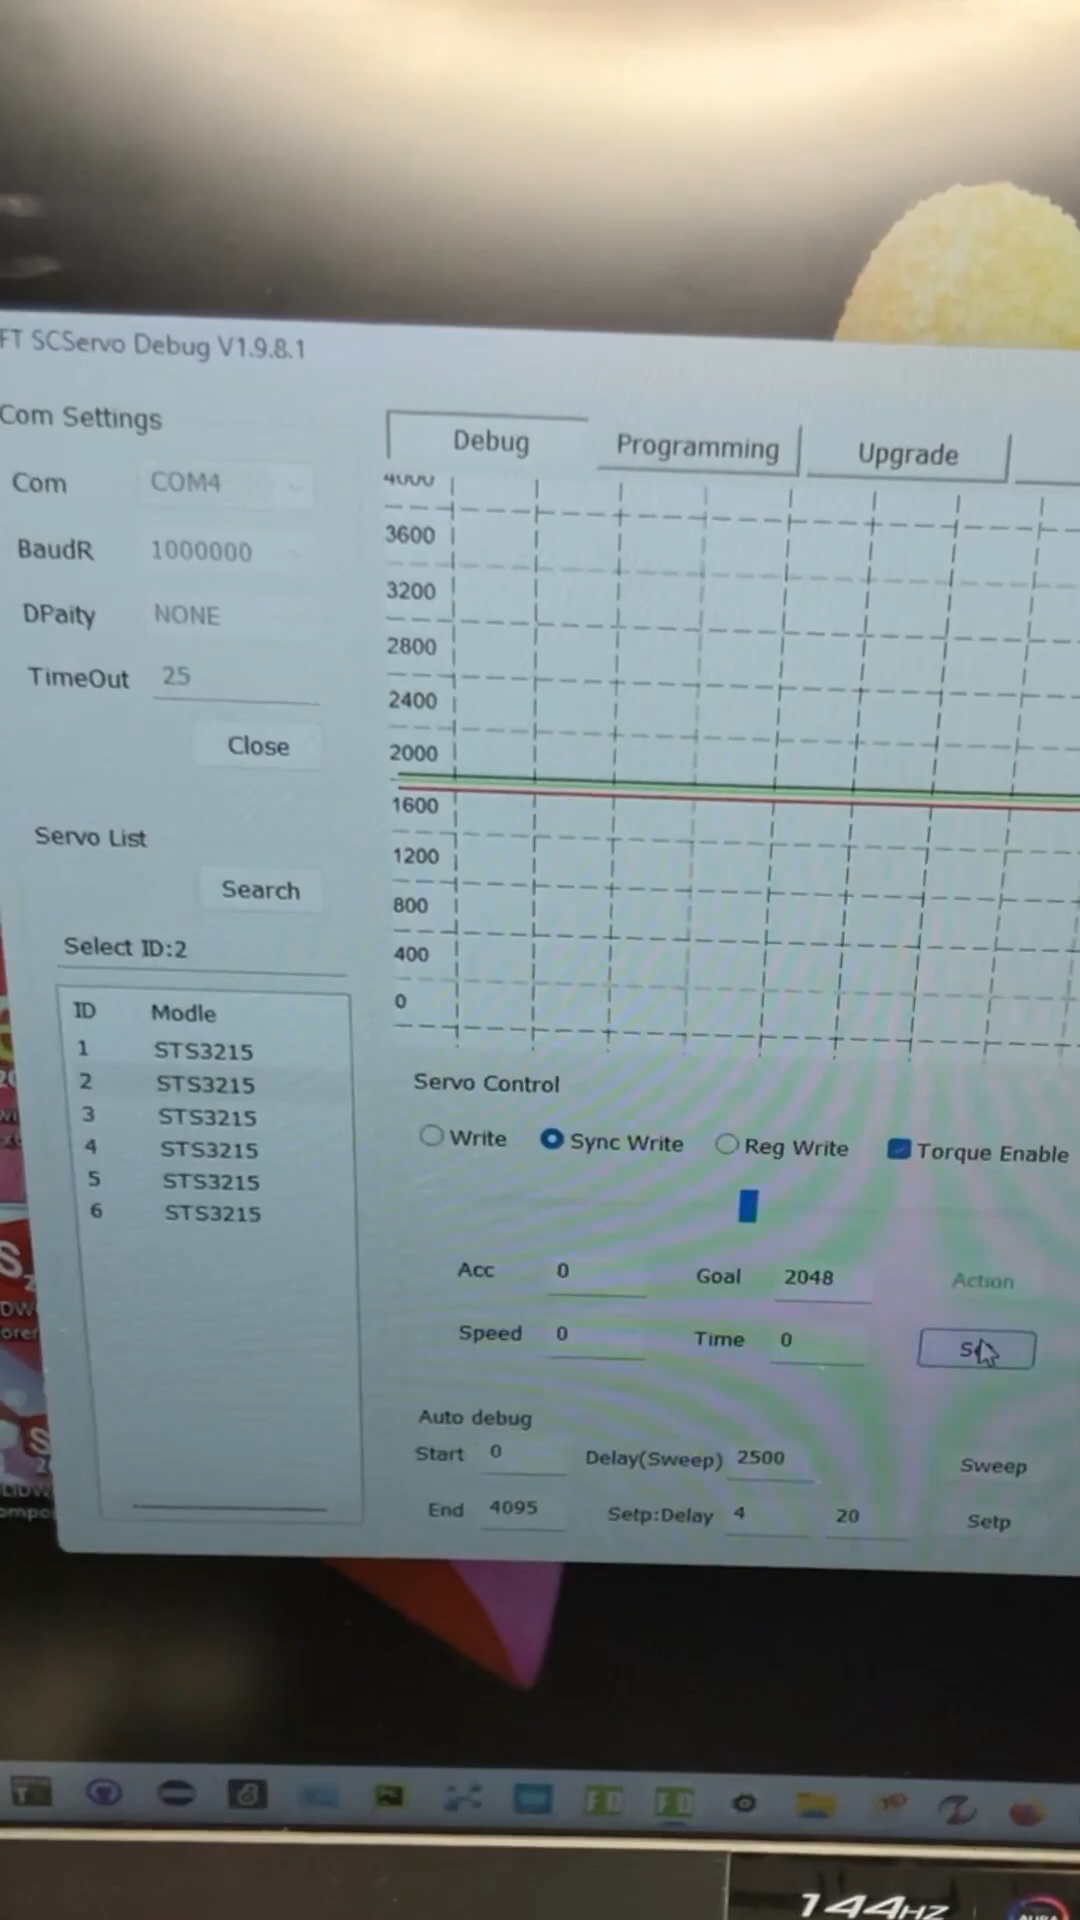 FT SCServo Debug V1.9.8.1
Com Settings
Com COM4
BaudR 1000000
DPaity NONE
TimeOut 25
Close
Servo List
Search
Select ID:2
ID Modle
1 STS3215
2 STS3215
3 STS3215
4 STS3215
5 STS3215
6 STS3215
Debug Programming Upgrade
4000
3600
3200
2800
2400
2000
1600
1200
800
400
0
Servo Control
Write Sync Write Reg Write Torque Enable
Acc 0 Goal 2048 Action
Speed 0 Time 0
Auto debug
Start 0 Delay(Sweep) 2500 Sweep
End 4095 Setp:Delay 4 20 Setp
FD FD
144HZ